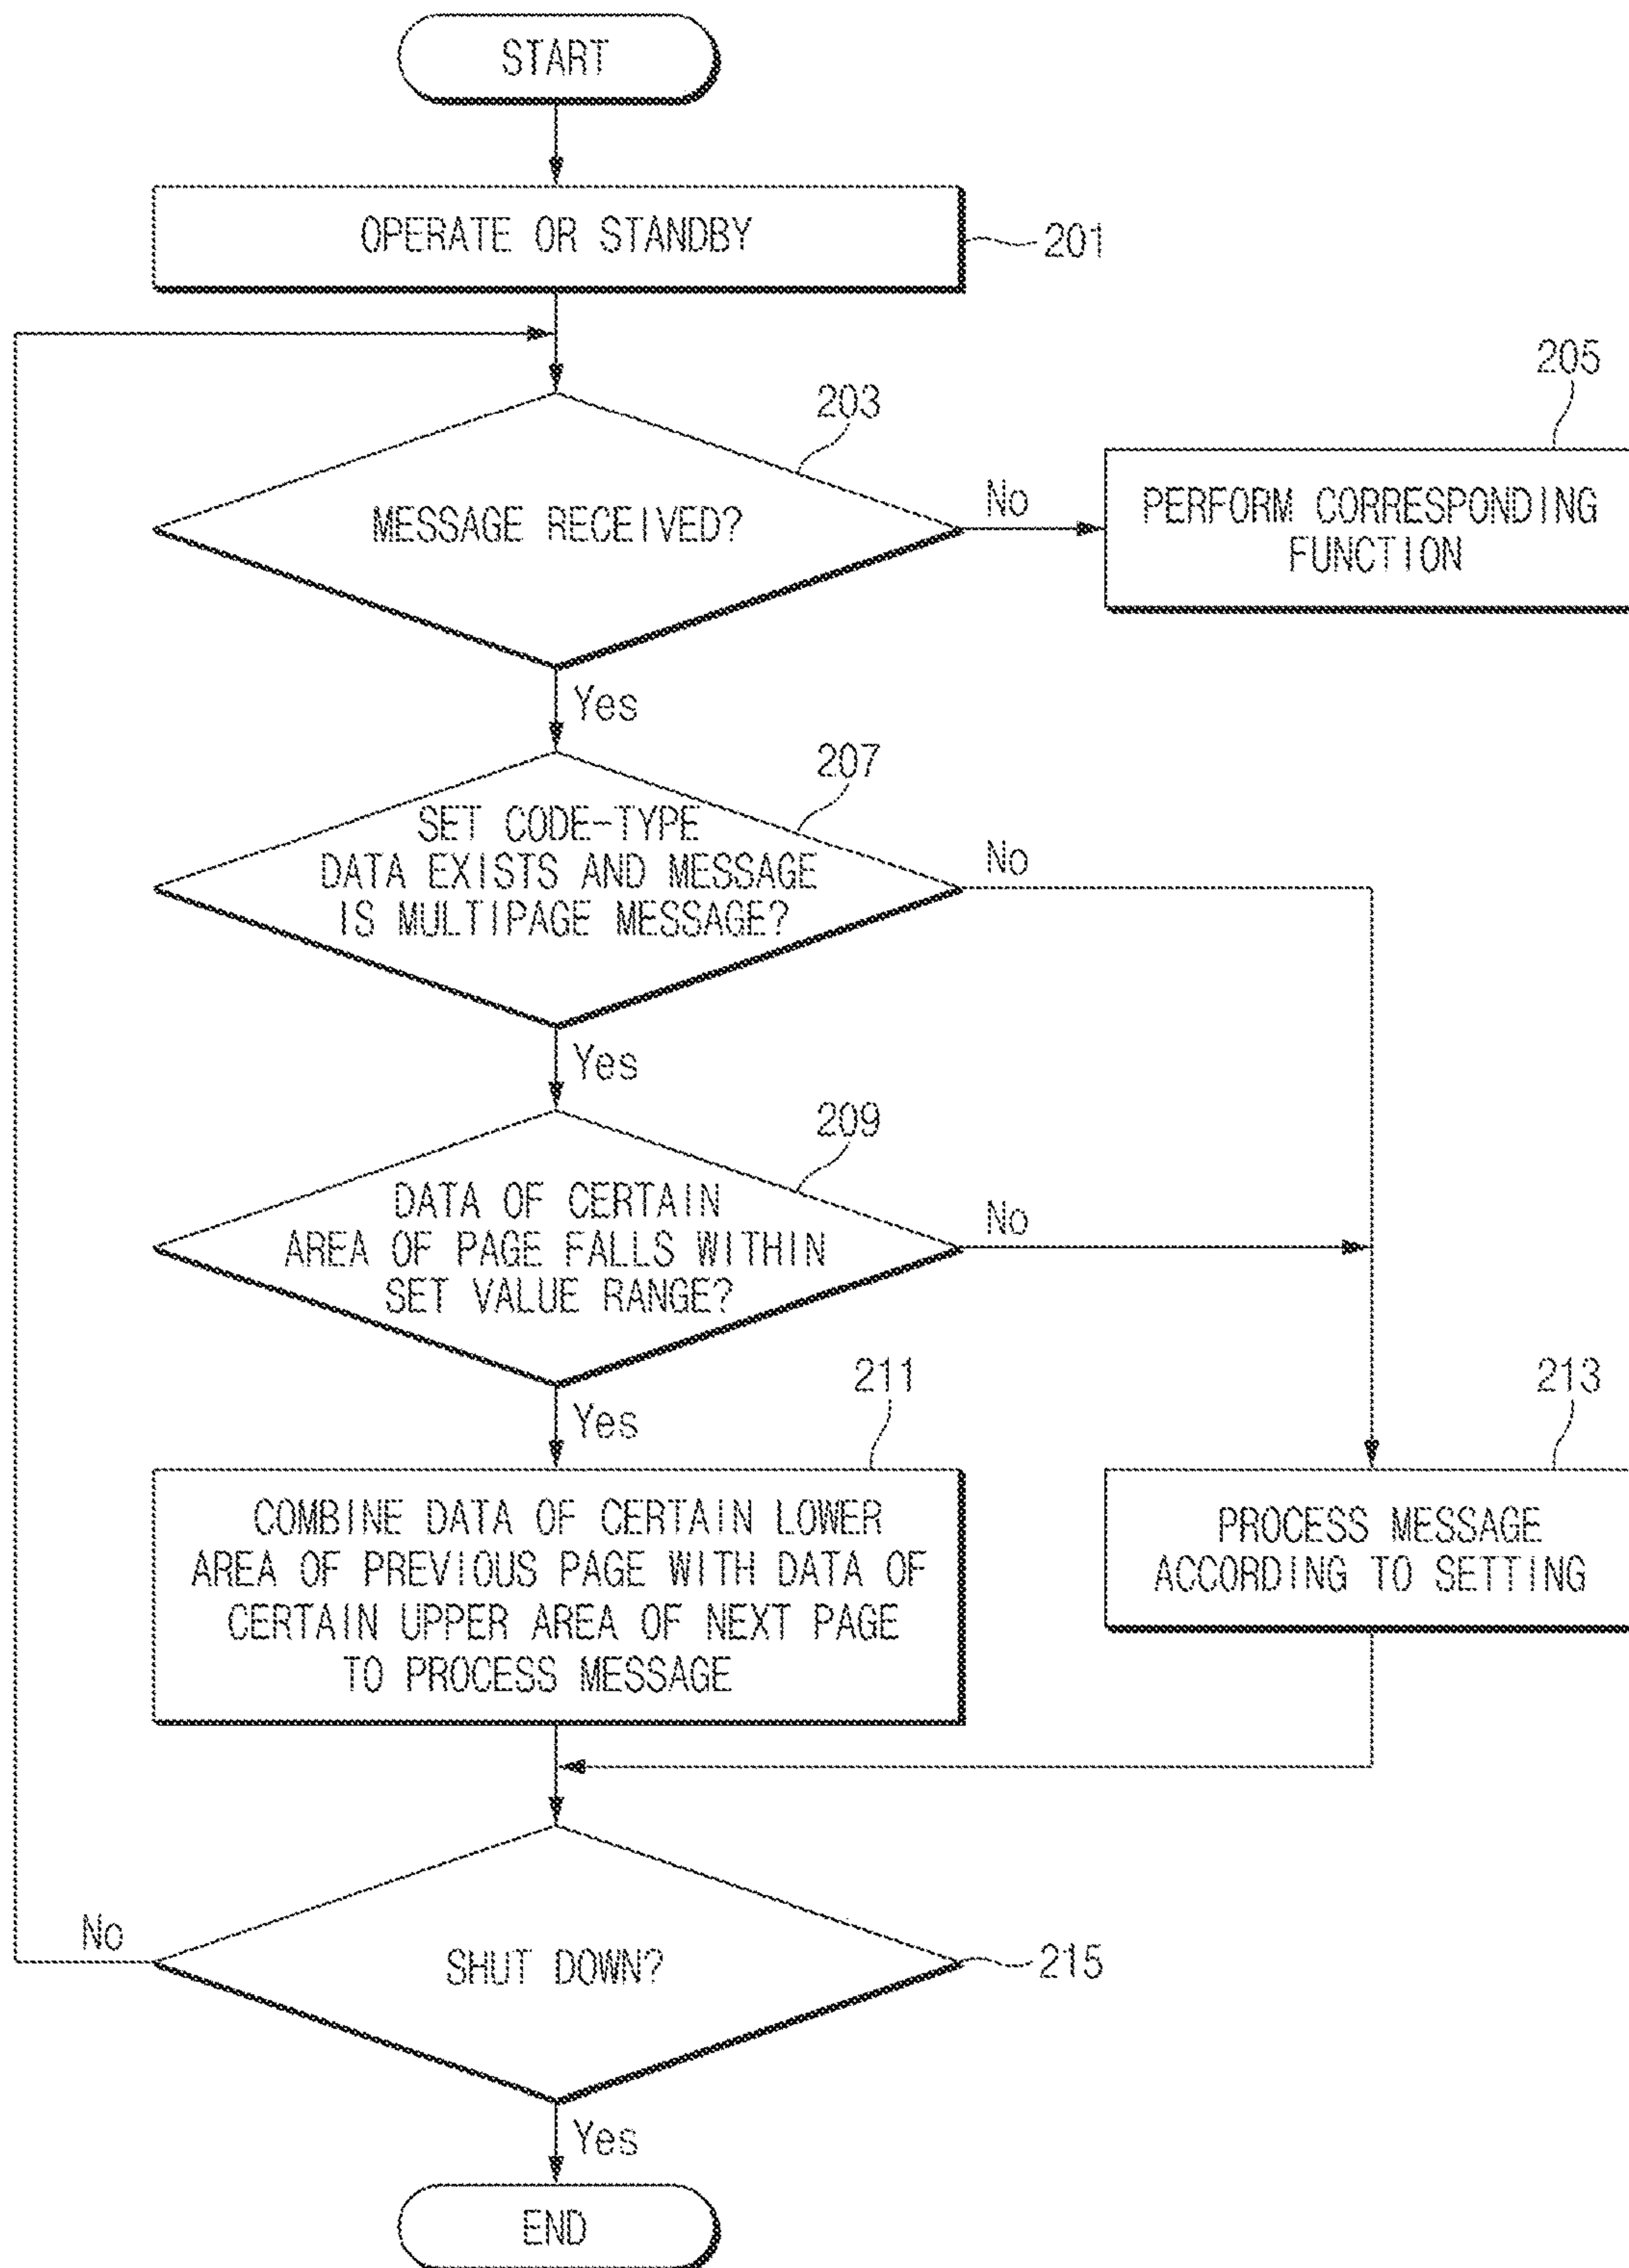 START
OPERATE OR STANDBY
201
203
205
MESSAGE RECEIVED?
No
PERFORM CORRESPONDING
FUNCTION
Yes
207
SET CODE-TYPE
DATA EXISTS AND MESSAGE
IS MULTIPAGE MESSAGE?
No
Yes
209
DATA OF CERTAIN
AREA OF PAGE FALLS WITHIN
SET VALUE RANGE?
No
Yes
211
213
COMBINE DATA OF CERTAIN LOWER
AREA OF PREVIOUS PAGE WITH DATA OF
CERTAIN UPPER AREA OF NEXT PAGE
TO PROCESS MESSAGE
PROCESS MESSAGE
ACCORDING TO SETTING
No
SHUT DOWN?
215
Yes
END